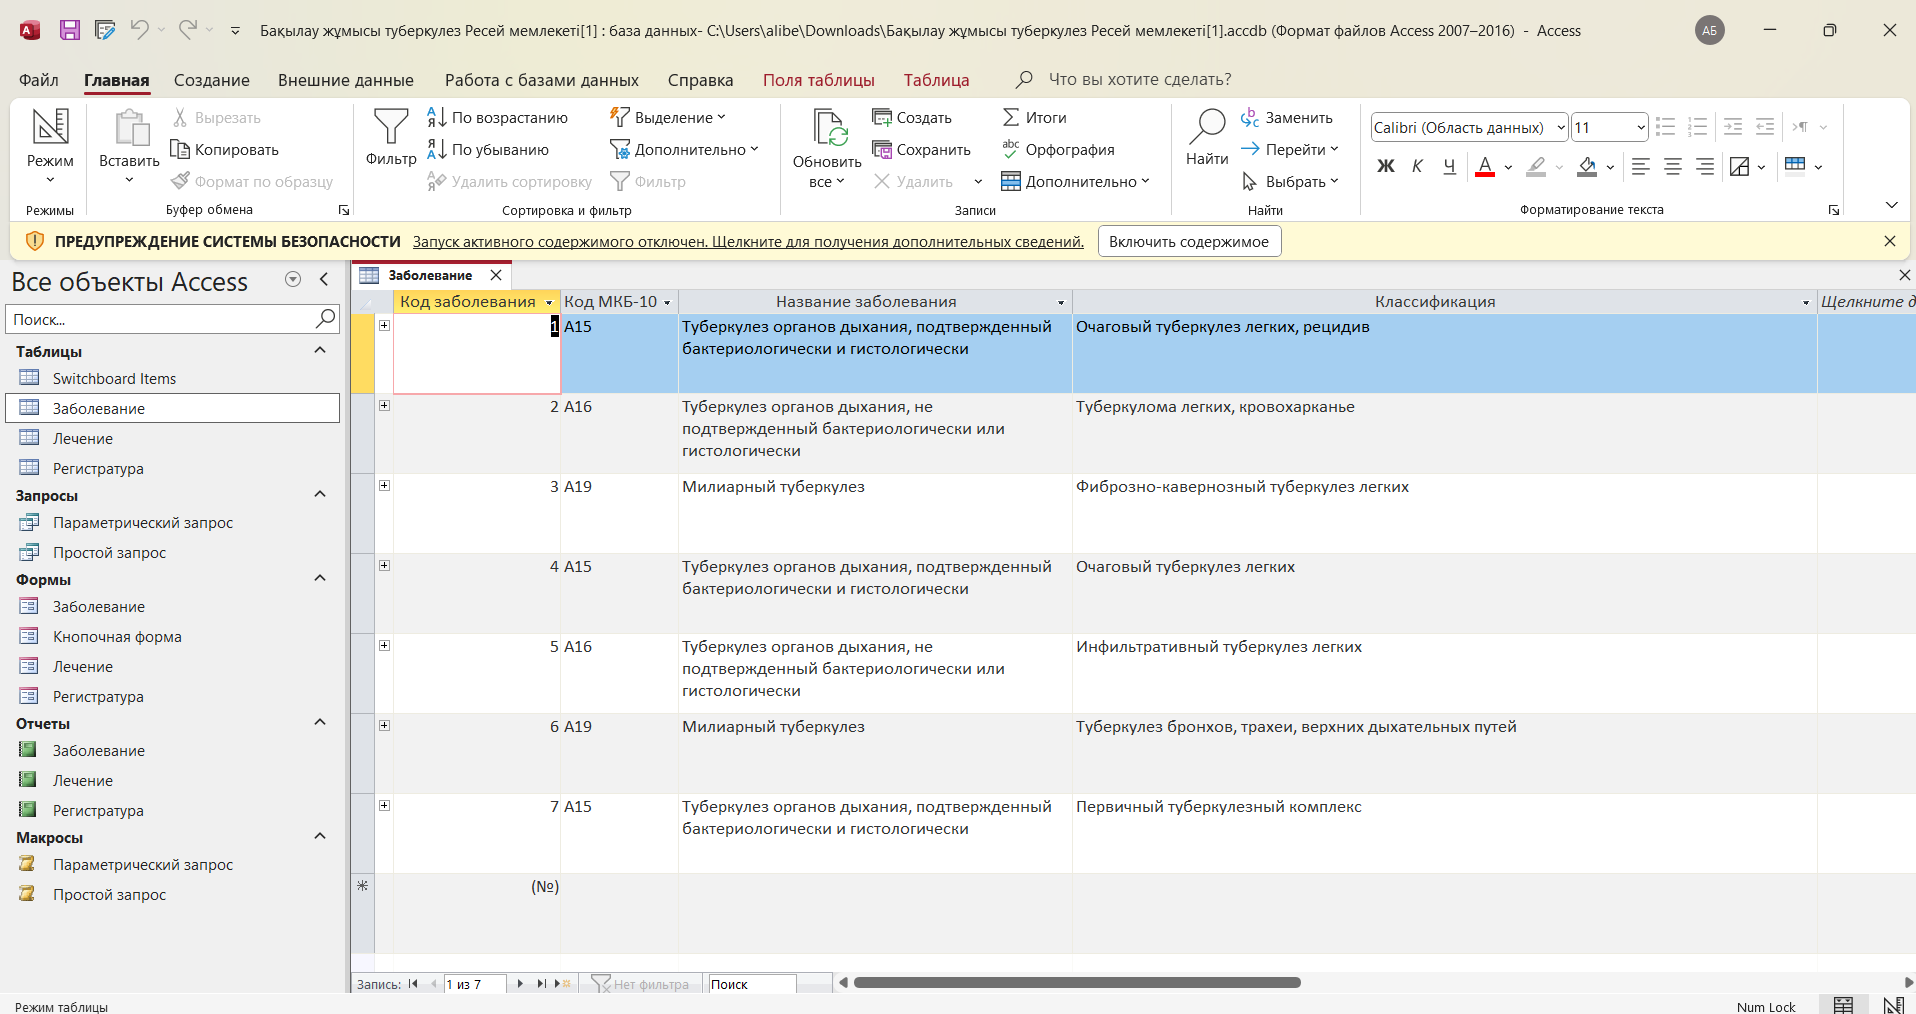 Бақылау жұмысы туберкулез Ресей мемлекеті[1] : база данных- C:\Users\alibe\Downloads\Бақылау жұмысы туберкулез Ресей мемлекеті[1].accdb (Формат файлов Access 2007–2016) - Access
АБ
Файл Главная Создание Внешние данные Работа с базами данных Справка Поля таблицы Таблица Что вы хотите сделать?
Режим
Режимы
Вставить
Вырезать
Копировать
Формат по образцу
Буфер обмена
Фильтр
По возрастанию
По убыванию
Удалить сортировку
Выделение
Дополнительно
Фильтр
Сортировка и фильтр
Обновить
все
Создать
Сохранить
Удалить
Итоги
Орфография
Дополнительно
Записи
Найти
Заменить
Перейти
Выбрать
Найти
Calibri (Область данных) 11
Ж К Ч
Форматирование текста
ПРЕДУПРЕЖДЕНИЕ СИСТЕМЫ БЕЗОПАСНОСТИ Запуск активного содержимого отключен. Щелкните для получения дополнительных сведений. Включить содержимое
Все объекты Access
Поиск...
Таблицы
Switchboard Items
Заболевание
Лечение
Регистратура
Запросы
Параметрический запрос
Простой запрос
Формы
Заболевание
Кнопочная форма
Лечение
Регистратура
Отчеты
Заболевание
Лечение
Регистратура
Макросы
Параметрический запрос
Простой запрос
Заболевание
Код заболевания Код МКБ-10 Название заболевания Классификация Щелкните д
1 A15 Туберкулез органов дыхания, подтвержденный Очаговый туберкулез легких, рецидив
бактериологически и гистологически
2 A16 Туберкулез органов дыхания, не Туберкулома легких, кровохарканье
подтвержденный бактериологически или
гистологически
3 A19 Милиарный туберкулез Фиброзно-кавернозный туберкулез легких
4 A15 Туберкулез органов дыхания, подтвержденный Очаговый туберкулез легких
бактериологически и гистологически
5 A16 Туберкулез органов дыхания, не Инфильтративный туберкулез легких
подтвержденный бактериологически или
гистологически
6 A19 Милиарный туберкулез Туберкулез бронхов, трахеи, верхних дыхательных путей
7 A15 Туберкулез органов дыхания, подтвержденный Первичный туберкулезный комплекс
бактериологически и гистологически
(№)
Запись: 1 из 7 Нет фильтра Поиск
Режим таблицы Num Lock